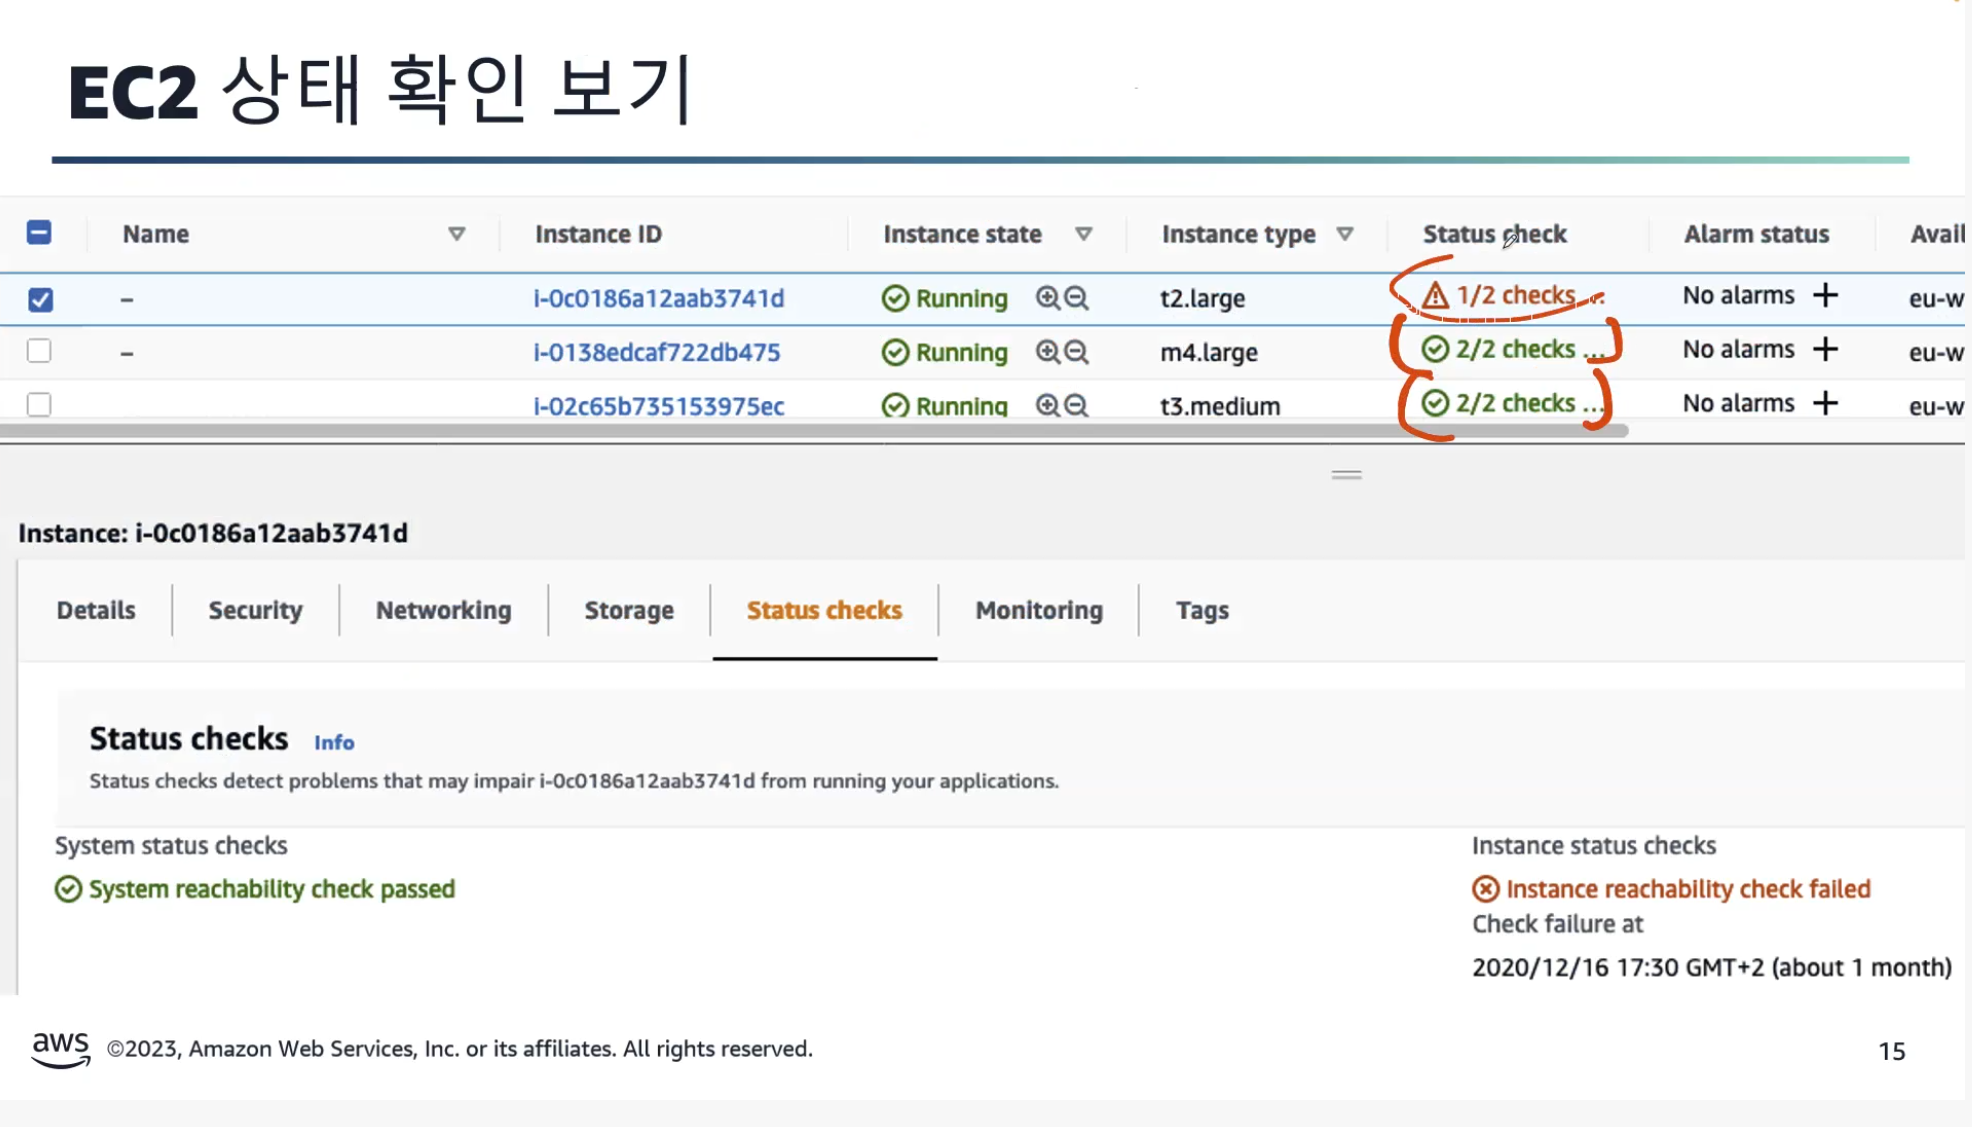 EC2 상태 확인 보기
Name Instance ID Instance state Instance type Status check Alarm status Avail
– i-0c0186a12aab3741d Running t2.large 1/2 checks ... No alarms + eu-w
– i-0138edcaf722db475 Running m4.large 2/2 checks ... No alarms + eu-w
i-02c65b735153975ec Running t3.medium 2/2 checks ... No alarms + eu-w
Instance: i-0c0186a12aab3741d
Details Security Networking Storage Status checks Monitoring Tags
Status checks Info
Status checks detect problems that may impair i-0c0186a12aab3741d from running your applications.
System status checks
System reachability check passed
Instance status checks
Instance reachability check failed
Check failure at
2020/12/16 17:30 GMT+2 (about 1 month)
aws ©2023, Amazon Web Services, Inc. or its affiliates. All rights reserved.
15